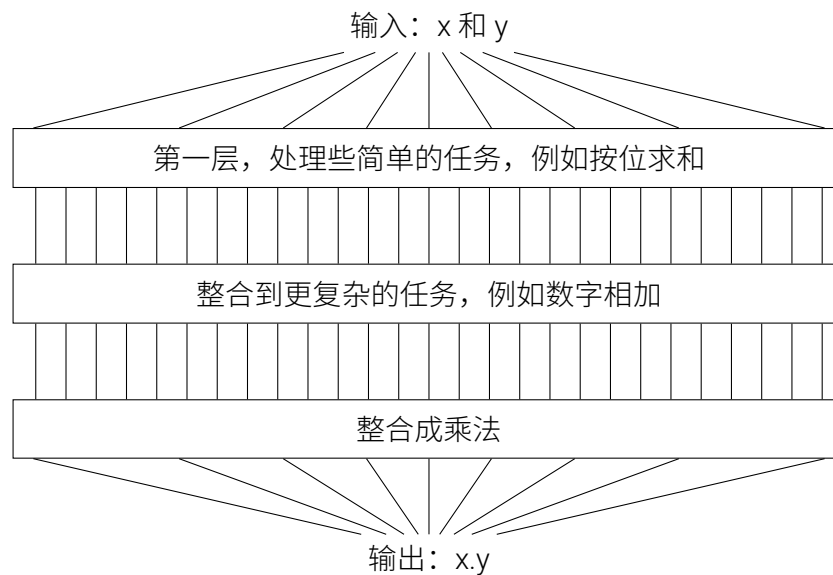 输入：x 和 y
第一层，处理些简单的任务，例如按位求和
整合到更复杂的任务，例如数字相加
整合成乘法
输出：x.y